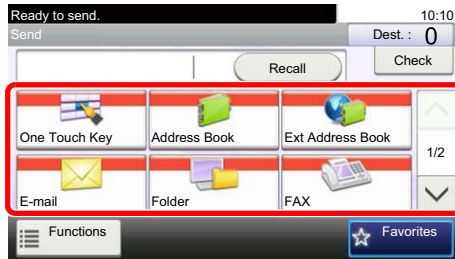 Ready to send.
10:10
Send
Dest. : 0
Recall
Check
One Touch Key
Address Book
Ext Address Book
1/2
E-mail
Folder
FAX
Functions
Favorites